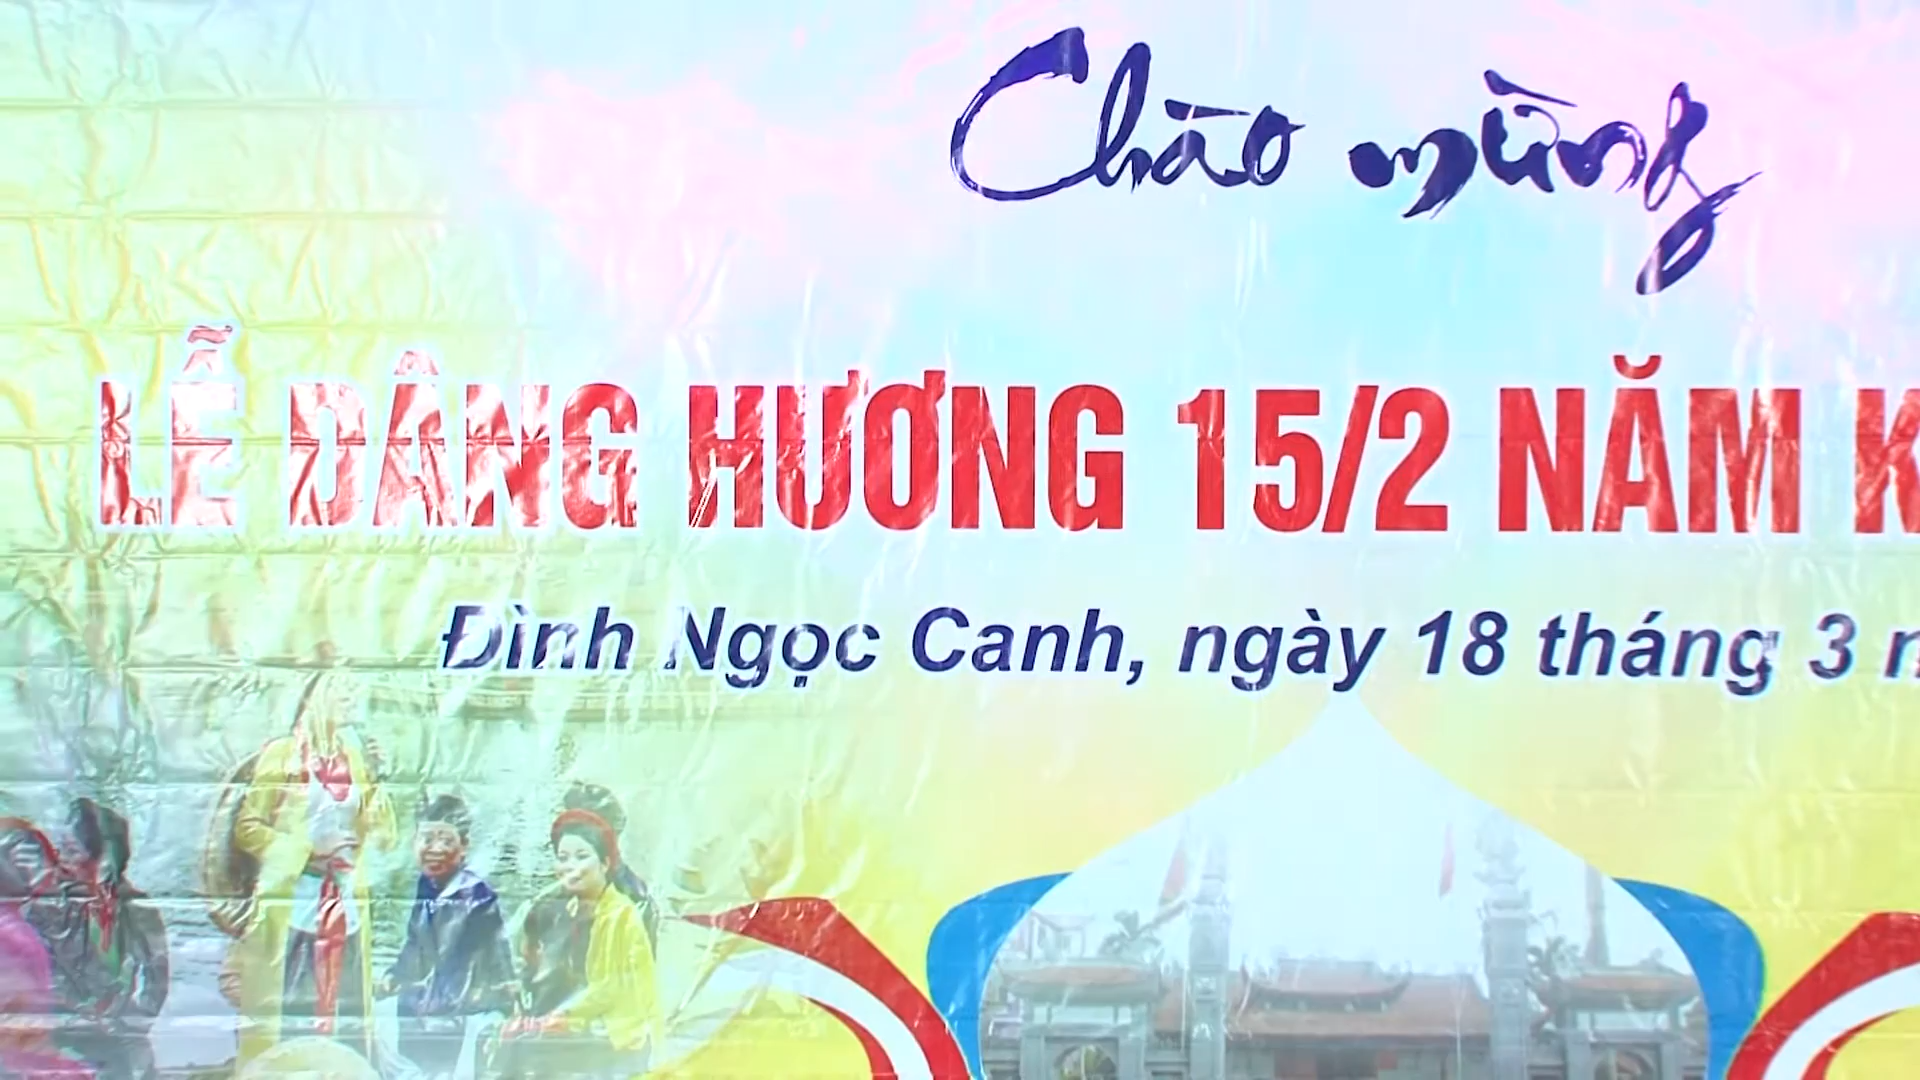 Chào mừng
LỄ DÂNG HƯƠNG 15/2 NĂM
Đình Ngọc Canh, ngày 18 tháng 3